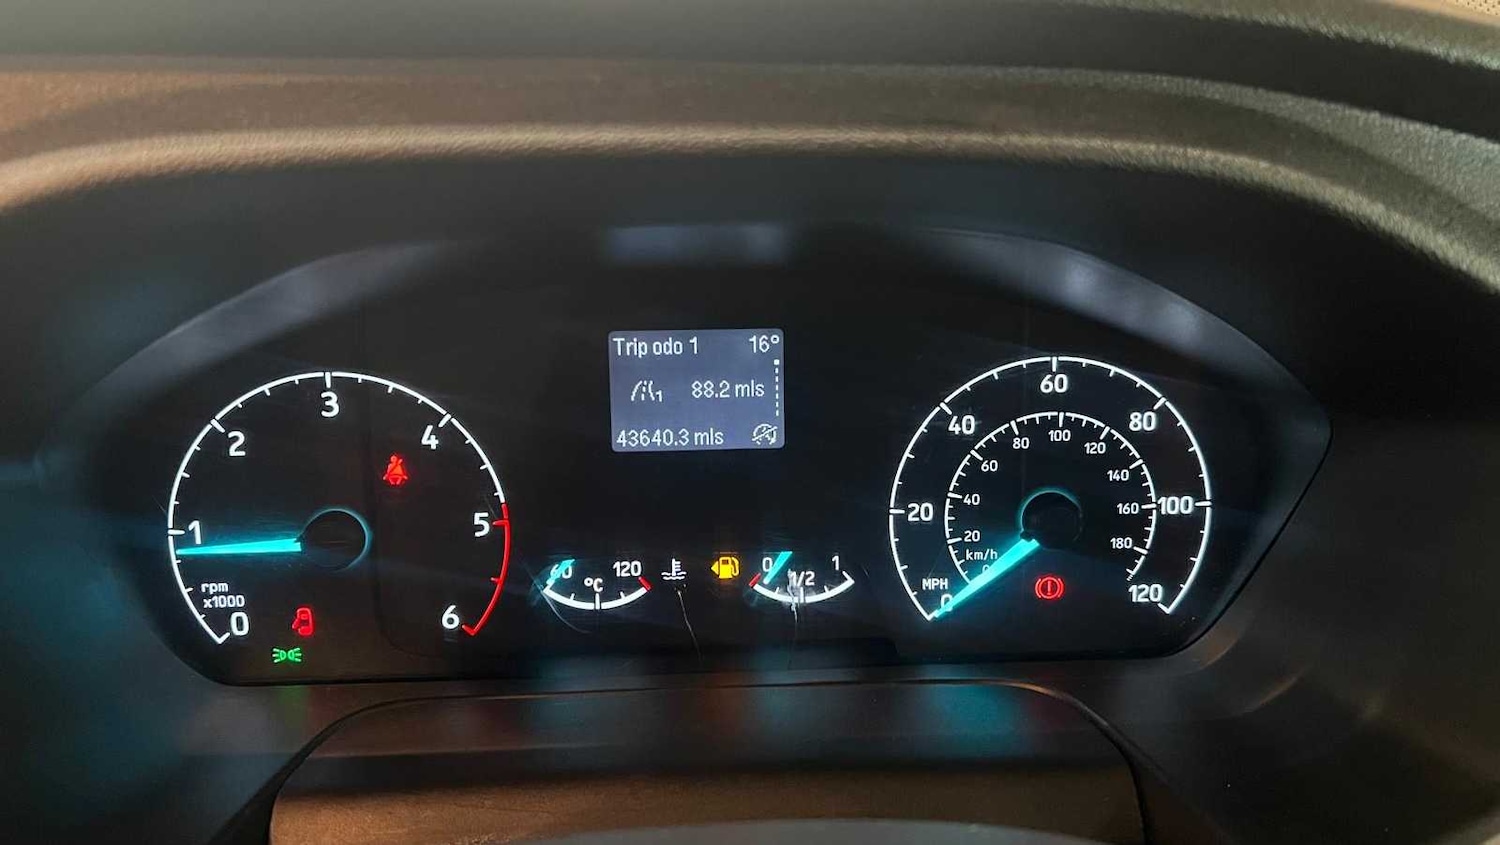 Trip odo 1 16°
1 88.2 mls
43640.3 mls
0 1 2 3 4 5 6
rpm
x1000
60 120
°C
0 1/2 1
0 20 40 60 80 100 120
MPH
20 40 60 80 100 120 140 160 180
km/h